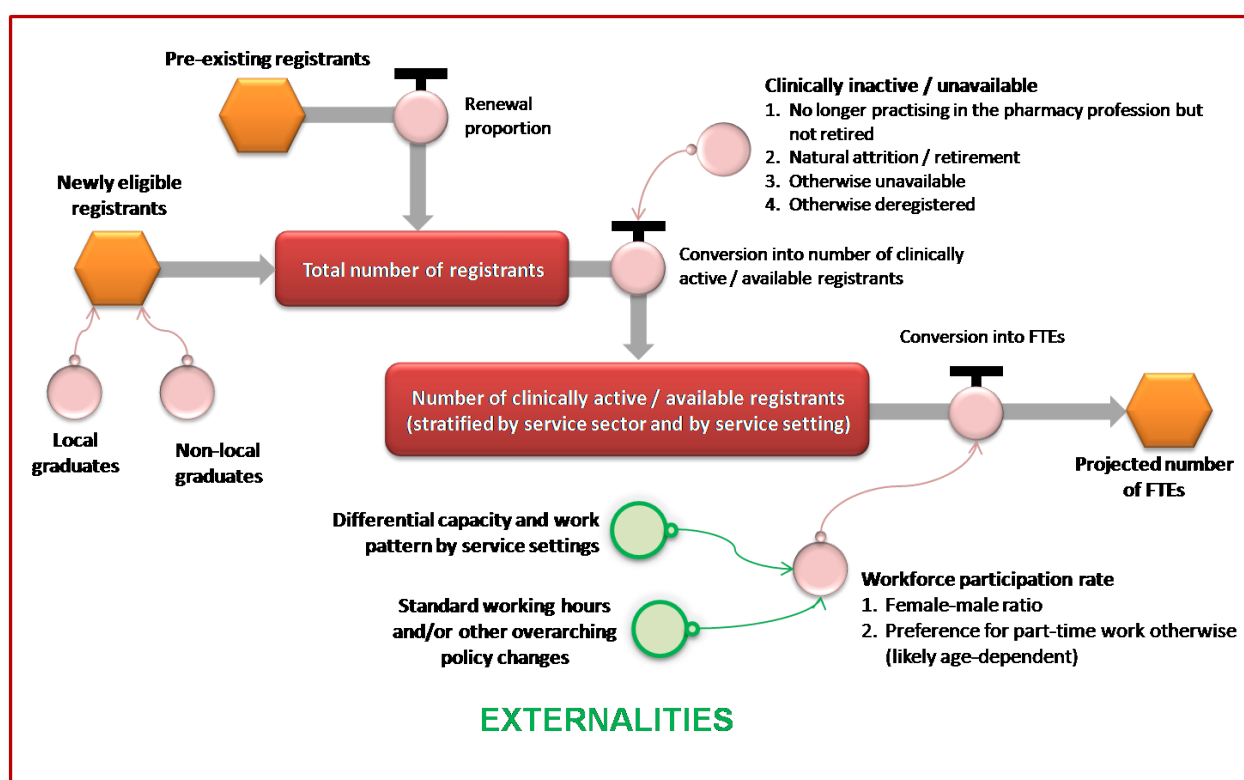 Pre-existing registrants
Renewal
proportion
Clinically inactive / unavailable
1. No longer practising in the pharmacy profession but
not retired
2. Natural attrition / retirement
3. Otherwise unavailable
4. Otherwise deregistered
Newly eligible
registrants
Total number of registrants
Conversion into number of clinically
active / available registrants
Local
graduates
Non-local
graduates
Conversion into FTEs
Number of clinically active / available registrants
(stratified by service sector and by service setting)
Projected number
of FTEs
Differential capacity and work
pattern by service settings
Standard working hours
and/or other overarching
policy changes
Workforce participation rate
1. Female-male ratio
2. Preference for part-time work otherwise
(likely age-dependent)
EXTERNALITIES